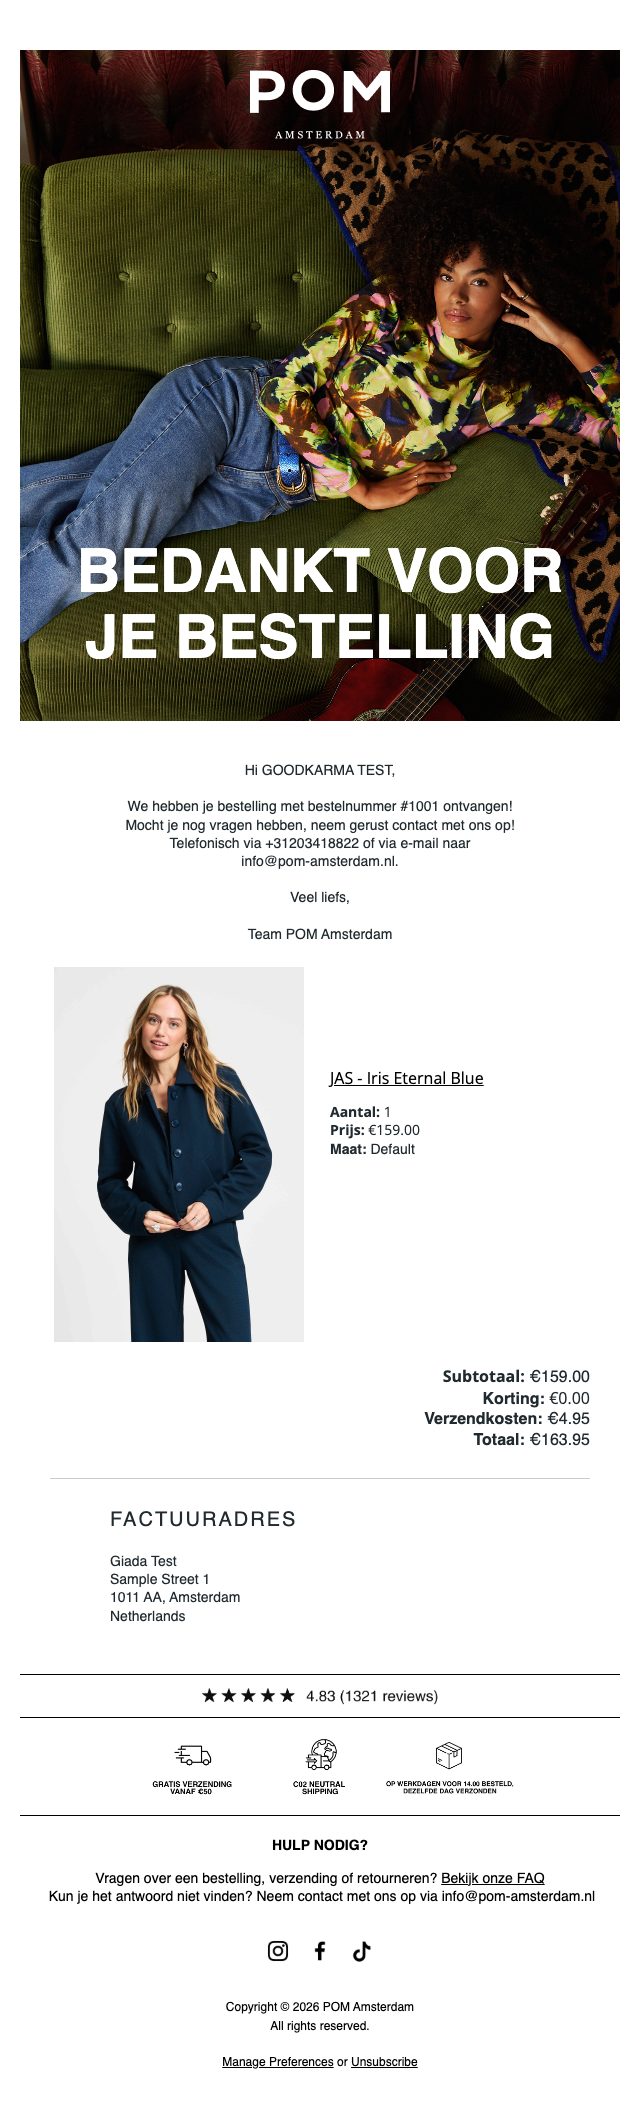 POM
AMSTERDAM
BEDANKT VOOR
JE BESTELLING
Hi GOODKARMA TEST,
We hebben je bestelling met bestelnummer #1001 ontvangen!
Mocht je nog vragen hebben, neem gerust contact met ons op!
Telefonisch via +31203418822 of via e-mail naar
info@pom-amsterdam.nl.
Veel liefs,
Team POM Amsterdam
JAS - Iris Eternal Blue
Aantal: 1
Prijs: €159.00
Maat: Default
Subtotaal: €159.00
Korting: €0.00
Verzendkosten: €4.95
Totaal: €163.95
FACTUURADRES
Giada Test
Sample Street 1
1011 AA, Amsterdam
Netherlands
★★★★★ 4.83 (1321 reviews)
GRATIS VERZENDING
VANAF €50
C02 NEUTRAL
SHIPPING
OP WERKDAGEN VOOR 14.00 BESTELD,
DEZELFDE DAG VERZONDEN
HULP NODIG?
Vragen over een bestelling, verzending of retourneren? Bekijk onze FAQ
Kun je het antwoord niet vinden? Neem contact met ons op via info@pom-amsterdam.nl
Copyright © 2026 POM Amsterdam
All rights reserved.
Manage Preferences or Unsubscribe